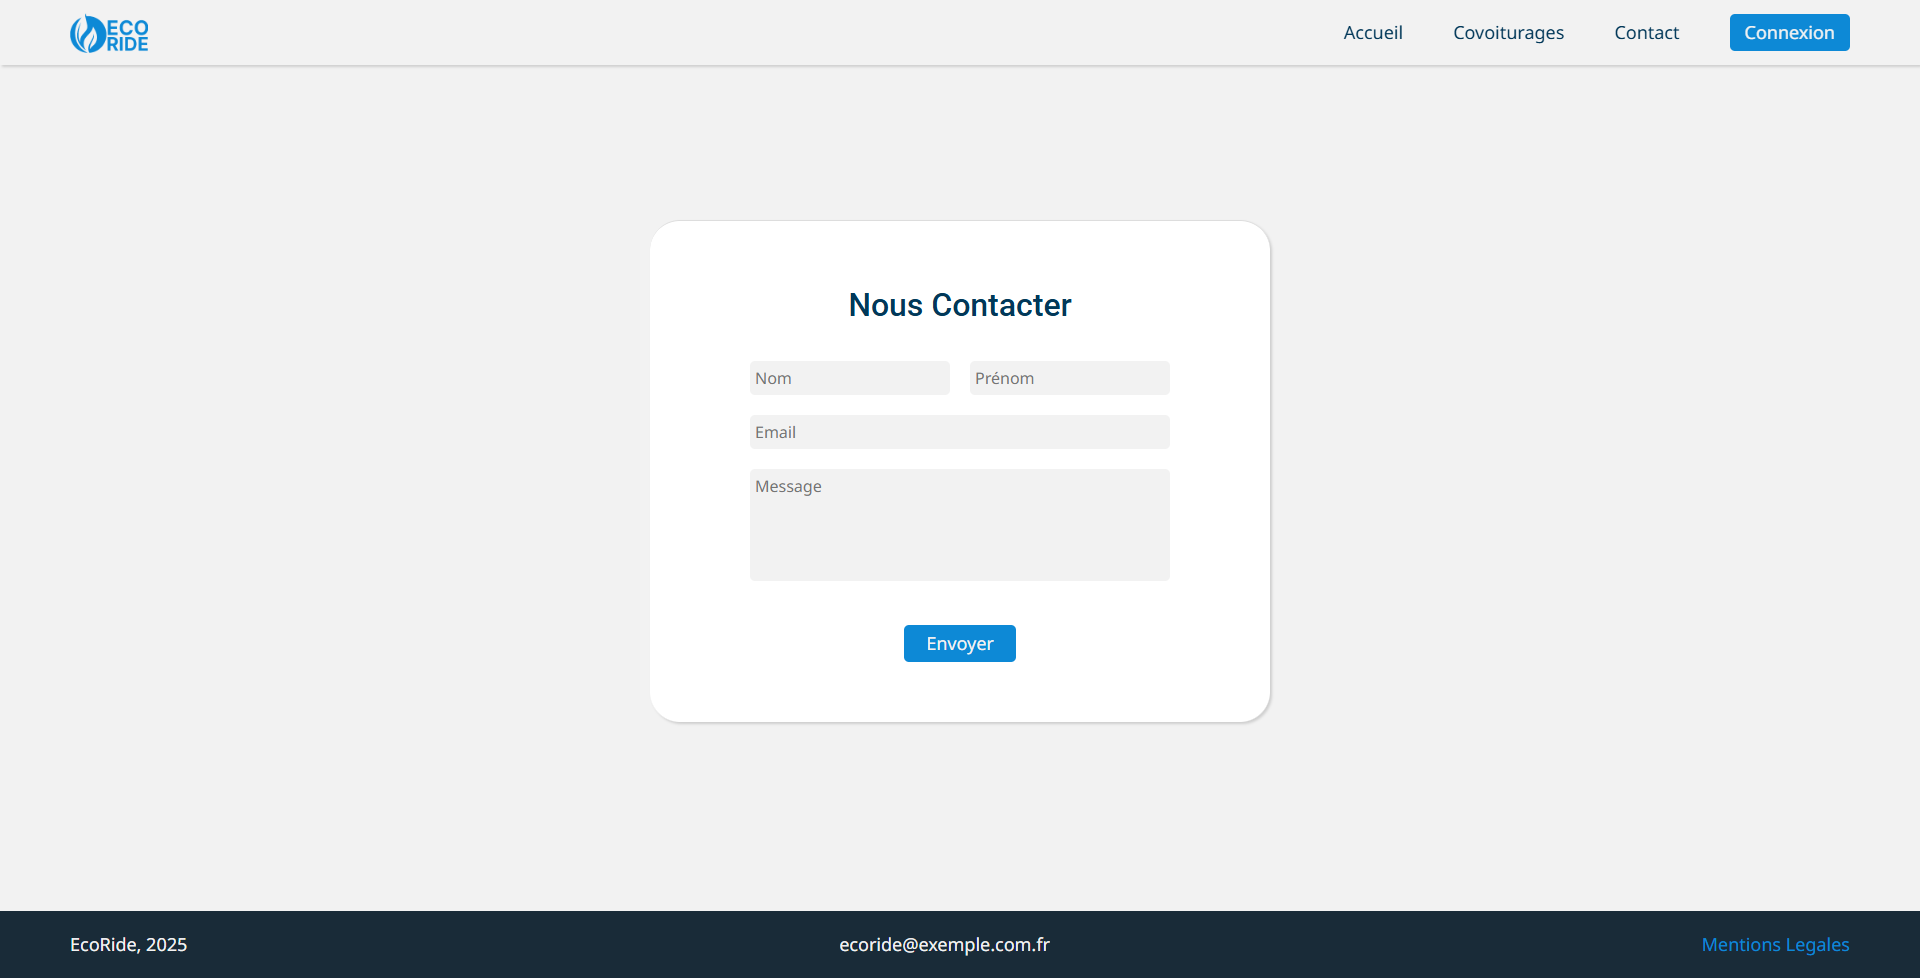 ECO
RIDE
Accueil Covoiturages Contact Connexion
Nous Contacter
Nom Prénom
Email
Message
Envoyer
EcoRide, 2025 ecoride@exemple.com.fr Mentions Legales